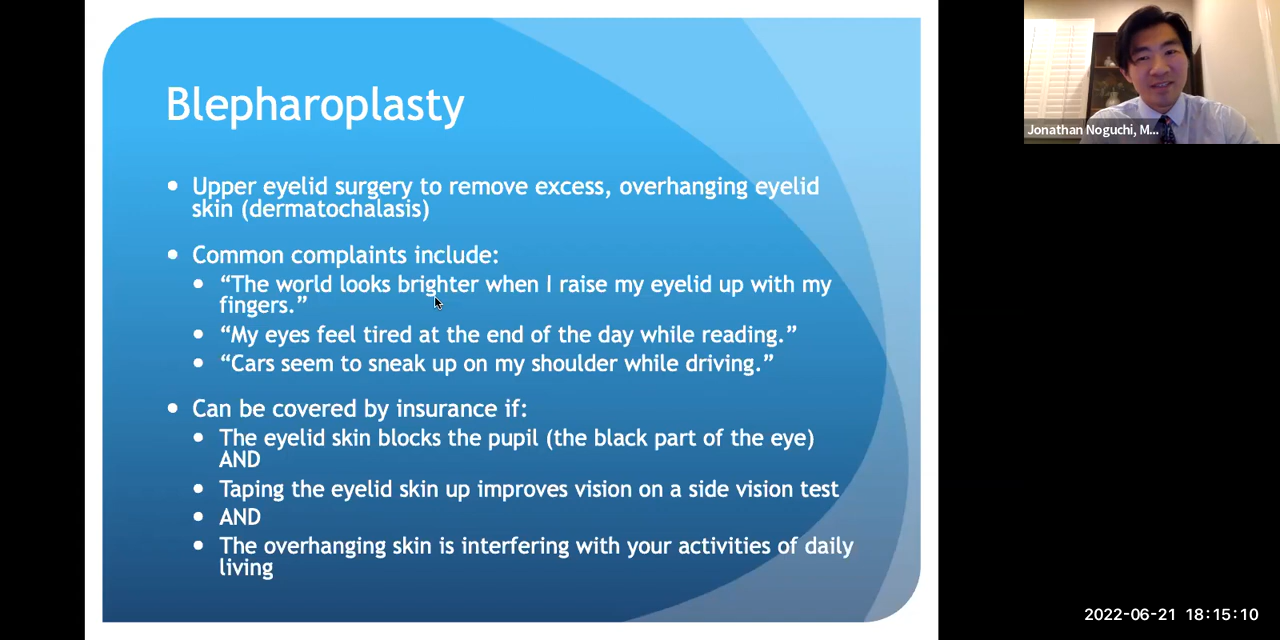 Blepharoplasty
• Upper eyelid surgery to remove excess, overhanging eyelid
skin (dermatochalasis)
• Common complaints include:
• “The world looks brighter when I raise my eyelid up with my
fingers.”
• “My eyes feel tired at the end of the day while reading.”
• “Cars seem to sneak up on my shoulder while driving.”
• Can be covered by insurance if:
• The eyelid skin blocks the pupil (the black part of the eye)
AND
• Taping the eyelid skin up improves vision on a side vision test
• AND
• The overhanging skin is interfering with your activities of daily
living
Jonathan Noguchi, M...
2022-06-21 18:15:10